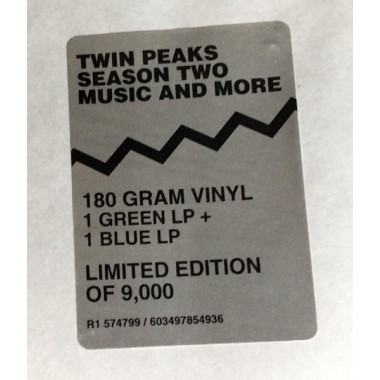 TWIN PEAKS
SEASON TWO
MUSIC AND MORE
180 GRAM VINYL
1 GREEN LP +
1 BLUE LP
LIMITED EDITION
OF 9,000
R1 574799 / 603497854936